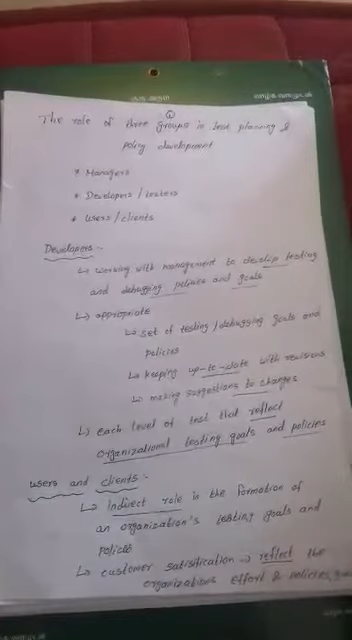 குரு அருள்
வாழ்க வளமுடன்
①
The role of three groups in test planning &
policy development
* Managers
* Developers / testers
* Users / clients
Developers :-
↳ working with management to develop testing
and debugging policies and goals
↳ appropriate
↳ set of testing / debugging goals and
policies
↳ keeping up-to-date with revisions
↳ making suggestions to changes
↳ each level of test that reflect
organizational testing goals and policies
users and clients :-
↳ Indirect role in the formation of
an organization's testing goals and
policies
↳ customer satisification → reflect the
organizations effort & policies,